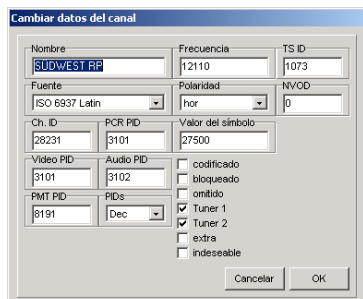 Cambiar datos del canal
Nombre Frecuencia TS ID
SÜDWEST RP 12110 1073
Fuente Polaridad NVOD
ISO 6937 Latin hor 0
Ch. ID PCR PID Valor del símbolo
28231 3101 27500
Video PID Audio PID
3101 3102
PMT PID PIDs
8191 Dec
codificado
bloqueado
omitido
Tuner 1
Tuner 2
extra
indeseable
Cancelar OK